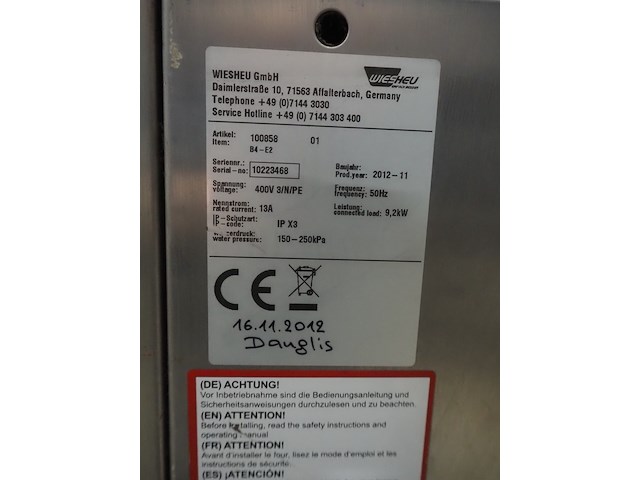 WIESHEU GmbH
Daimlerstraße 10, 71563 Affalterbach, Germany
Telephone +49 (0)7144 3030
Service Hotline +49 (0) 7144 303 400
WIESHEU
Artikel: 100858 01
Item: B4-E2
Seriennr.: Baujahr:
Serial-no: 10223468 Prod.year: 2012-11
Spannung: Frequenz:
voltage: 400V 3/N/PE frequency: 50Hz
Nennstrom: Leistung:
rated current: 13A connected load: 9,2kW
IP-Schutzart
IP-code: IP X3
water pressure: 150-250kPa
CE
16.11.2012
Danglis
(DE) ACHTUNG!
Vor Inbetriebnahme sind die Bedienungsanleitung und
Sicherheitsanweisungen durchzulesen und zu beachten.
(EN) ATTENTION!
Before installing, read the safety instructions and
operating manual
(FR) ATTENTION!
Avant d'installer le four, lisez le mode d'emploi et les
instructions de sécurité.
(ES) ¡ATENCIÓN!